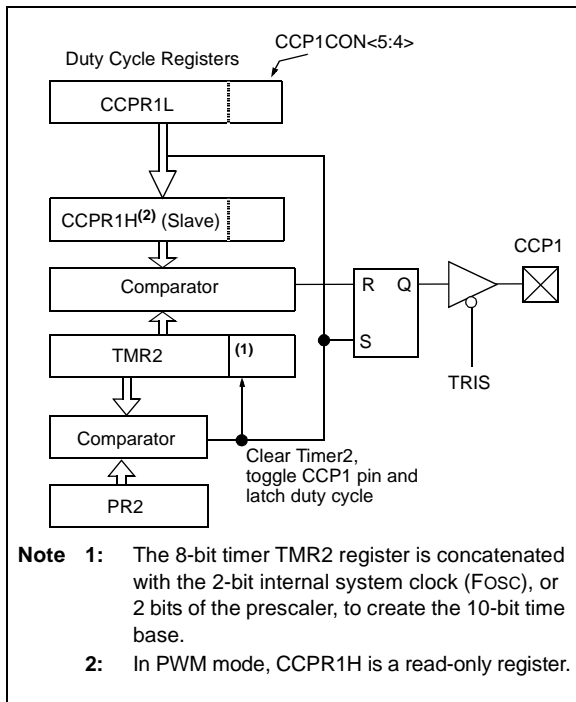 CCP1CON<5:4>
Duty Cycle Registers
CCPR1L
CCPR1H(2) (Slave)
CCP1
Comparator
R Q
TMR2
(1)
S
TRIS
Comparator
Clear Timer2,
toggle CCP1 pin and
latch duty cycle
PR2
Note 1: The 8-bit timer TMR2 register is concatenated
with the 2-bit internal system clock (FOSC), or
2 bits of the prescaler, to create the 10-bit time
base.
2: In PWM mode, CCPR1H is a read-only register.